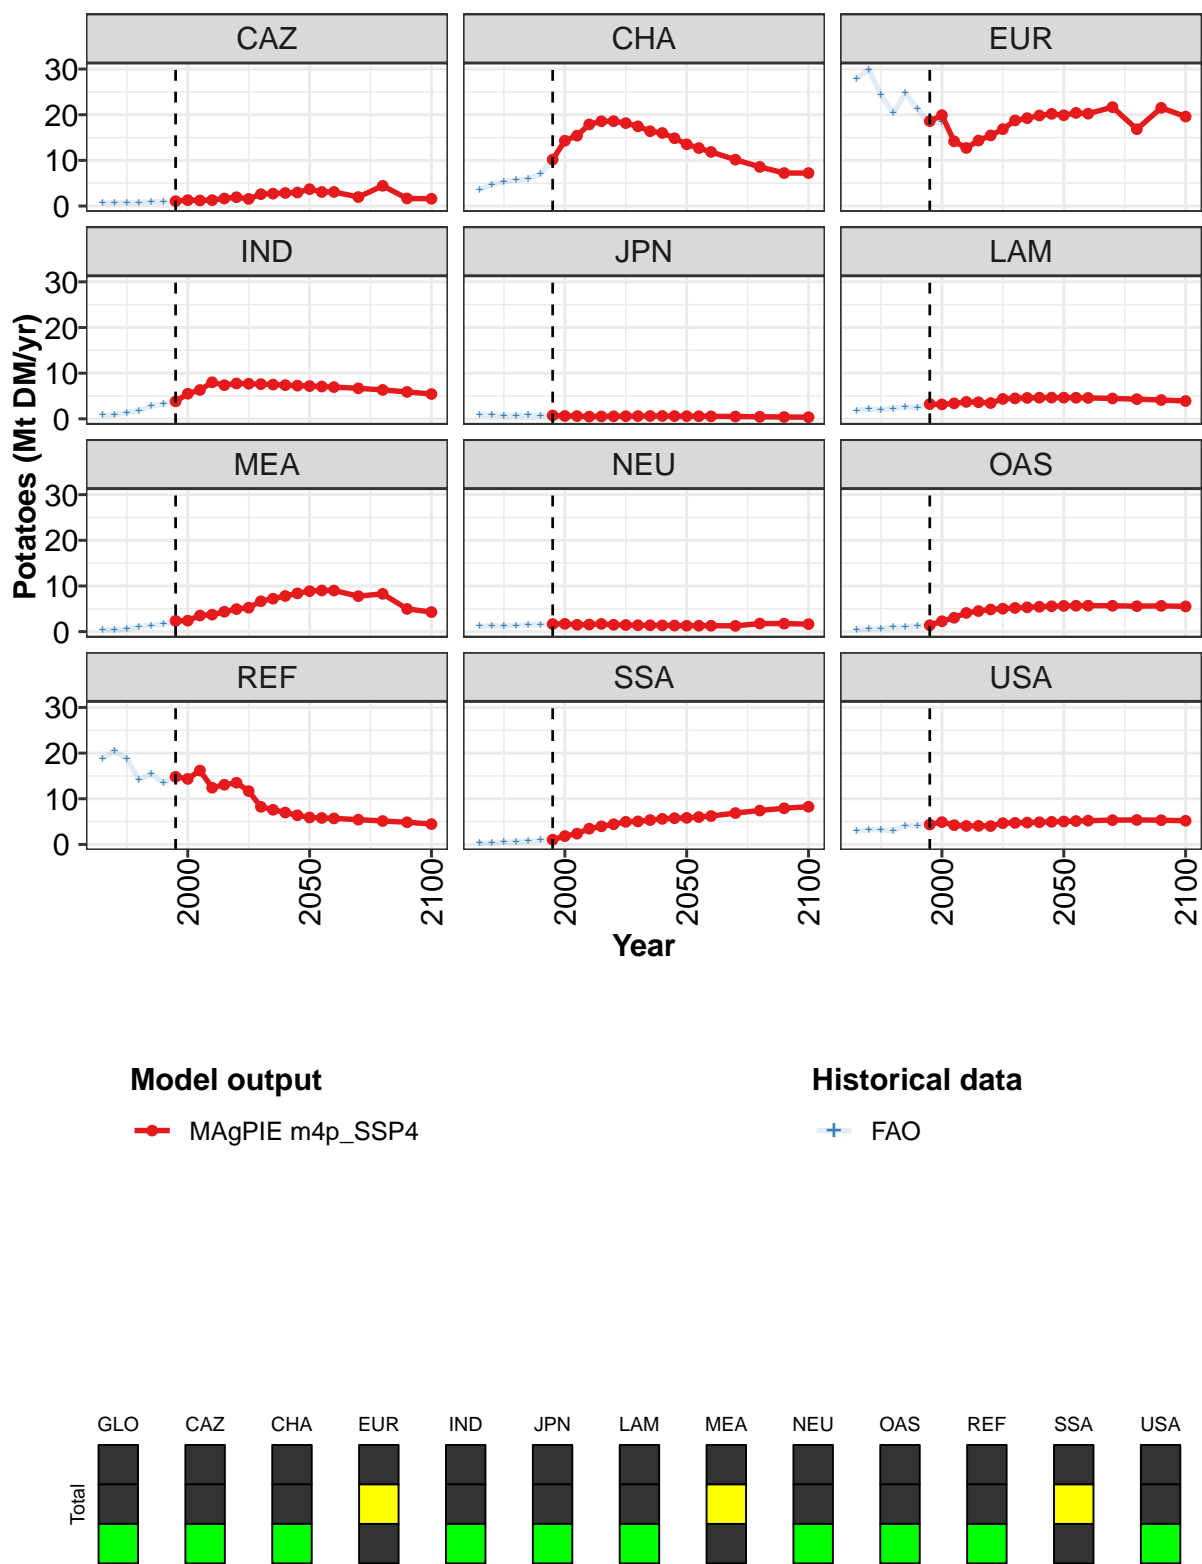 CAZ CHA EUR
30
20
10
0
IND JPN LAM
30
20
10
0
MEA NEU OAS
30
20
10
0
REF SSA USA
30
20
10
0
2000 2050 2100 2000 2050 2100 2000 2050 2100
Year
Potatoes (Mt DM/yr)
Model output Historical data
MAgPIE m4p_SSP4 FAO
GLO CAZ CHA EUR IND JPN LAM MEA NEU OAS REF SSA USA
Total